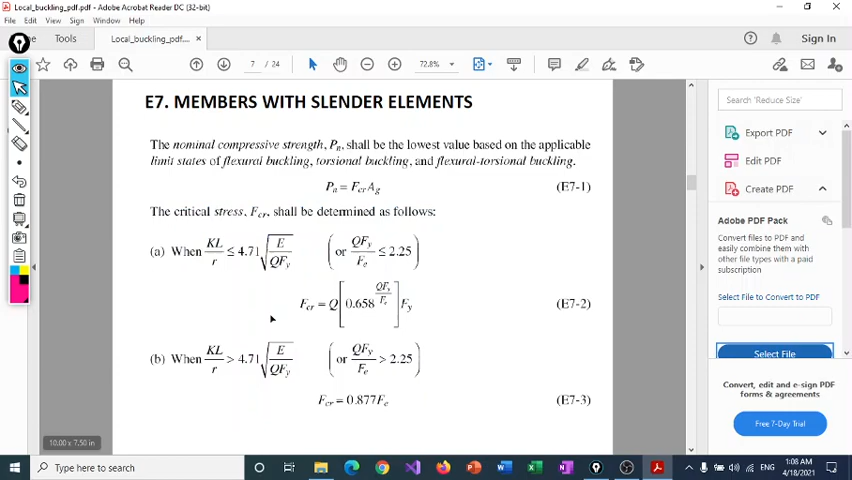 Local_buckling_pdf.pdf - Adobe Acrobat Reader DC (32-bit)
File Edit View Sign Window Help
Tools Local_buckling_pdf.... × Sign In
7 / 24 72.8%
E7. MEMBERS WITH SLENDER ELEMENTS
The nominal compressive strength, Pn, shall be the lowest value based on the applicable
limit states of flexural buckling, torsional buckling, and flexural-torsional buckling.
Pn = FcrAg (E7-1)
The critical stress, Fcr, shall be determined as follows:
(a) When KL/r ≤ 4.71√(E/QFy) (or QFy/Fe ≤ 2.25)
Fcr = Q[0.658^(QFy/Fe)]Fy (E7-2)
(b) When KL/r > 4.71√(E/QFy) (or QFy/Fe > 2.25)
Fcr = 0.877Fe (E7-3)
10.00 x 7.50 in
Search 'Reduce Size'
Export PDF
Edit PDF
Create PDF
Adobe PDF Pack
Convert files to PDF and
easily combine them with
other file types with a paid
subscription
Select File to Convert to PDF
Select File
Convert, edit and e-sign PDF
forms & agreements
Free 7-Day Trial
Type here to search
ENG
1:08 AM
4/18/2021